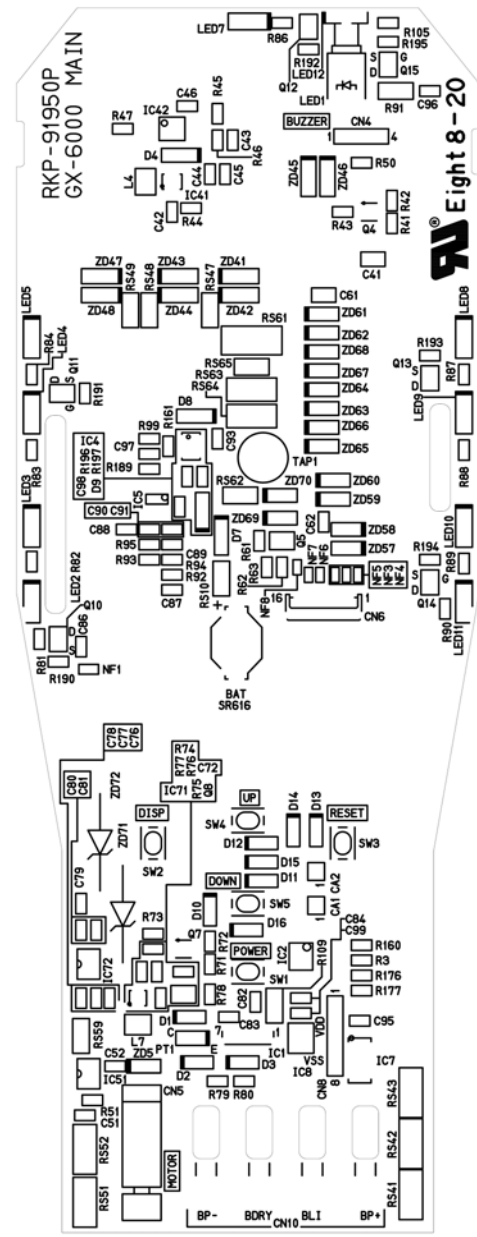 LED7
R86
R105
R195
R192
LED12
Q12
LED1
S
G
D
Q15
R91
C96
RKP-91950P
GX-6000 MAIN
Eight 8-20
R45
C46
IC42
R47
C43
R46
D4
L4
IC41
C44
C45
C42
R44
BUZZER
CN4
1
4
ZD45
ZD46
R50
R43
Q4
R42
R41
C41
ZD47
RS49
RS48
ZD43
RS47
ZD41
ZD48
ZD44
ZD42
C61
ZD61
RS61
ZD62
ZD68
RS65
RS63
RS64
ZD67
ZD64
ZD63
ZD66
ZD65
LED5
R84
LED4
Q11
D
S
G
R191
R83
LED8
R193
Q13
S
G
D
R87
LED9
R88
D8
R161
R99
C97
R189
C93
TAP1
IC4
R196
R197
C98
D9
C90
C91
IC5
RS62
ZD70
ZD60
ZD59
ZD69
C62
ZD58
ZD57
C88
R95
R93
C89
R94
R92
C87
D7
RS10
R61
Q5
NF7
NF6
R62
R63
NF8
NF5
NF3
NF4
16
1
CN6
LED3
LED2
R82
Q10
D
S
C86
R81
R190
NF1
LED10
R194
R89
S
G
D
Q14
R90
LED11
+
BAT
SR616
C78
C77
C76
R74
R77
R76
C72
IC71
R75
Q8
C80
C81
ZD72
ZD71
DISP
SW2
UP
SW4
D14
D13
RESET
SW3
D12
D15
D11
DOWN
SW5
D10
D16
CA2
1
CA1
1
C79
R73
Q7
R72
R71
R78
POWER
SW1
IC2
R109
C84
C99
R160
R3
R176
R177
IC72
C82
C83
L7
D1
C
7
1
PT1
E
IC1
VDD
VSS
IC8
1
CN8
8
C95
IC7
RS59
C52
ZD5
IC51
CN5
D2
D3
R79
R80
R51
C51
RS52
RS51
MOTOR
RS43
RS42
RS41
BP-
BDRY
BLI
BP+
CN10